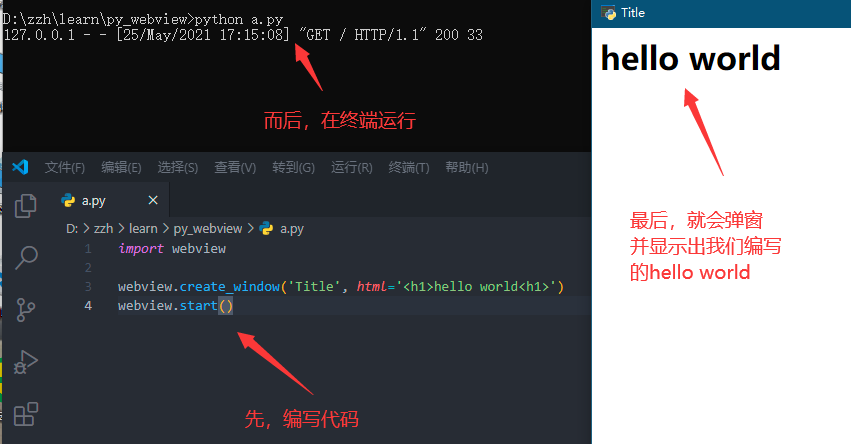 D:\zzh\learn\py_webview>python a.py
127.0.0.1 - - [25/May/2021 17:15:08] "GET / HTTP/1.1" 200 33
而后，在终端运行
文件(F) 编辑(E) 选择(S) 查看(V) 转到(G) 运行(R) 终端(T) 帮助(H)
a.py
D: > zzh > learn > py_webview > a.py
1 import webview
2
3 webview.create_window('Title', html='<h1>hello world<h1>')
4 webview.start()
先，编写代码
Title
hello world
最后，就会弹窗
并显示出我们编写
的hello world